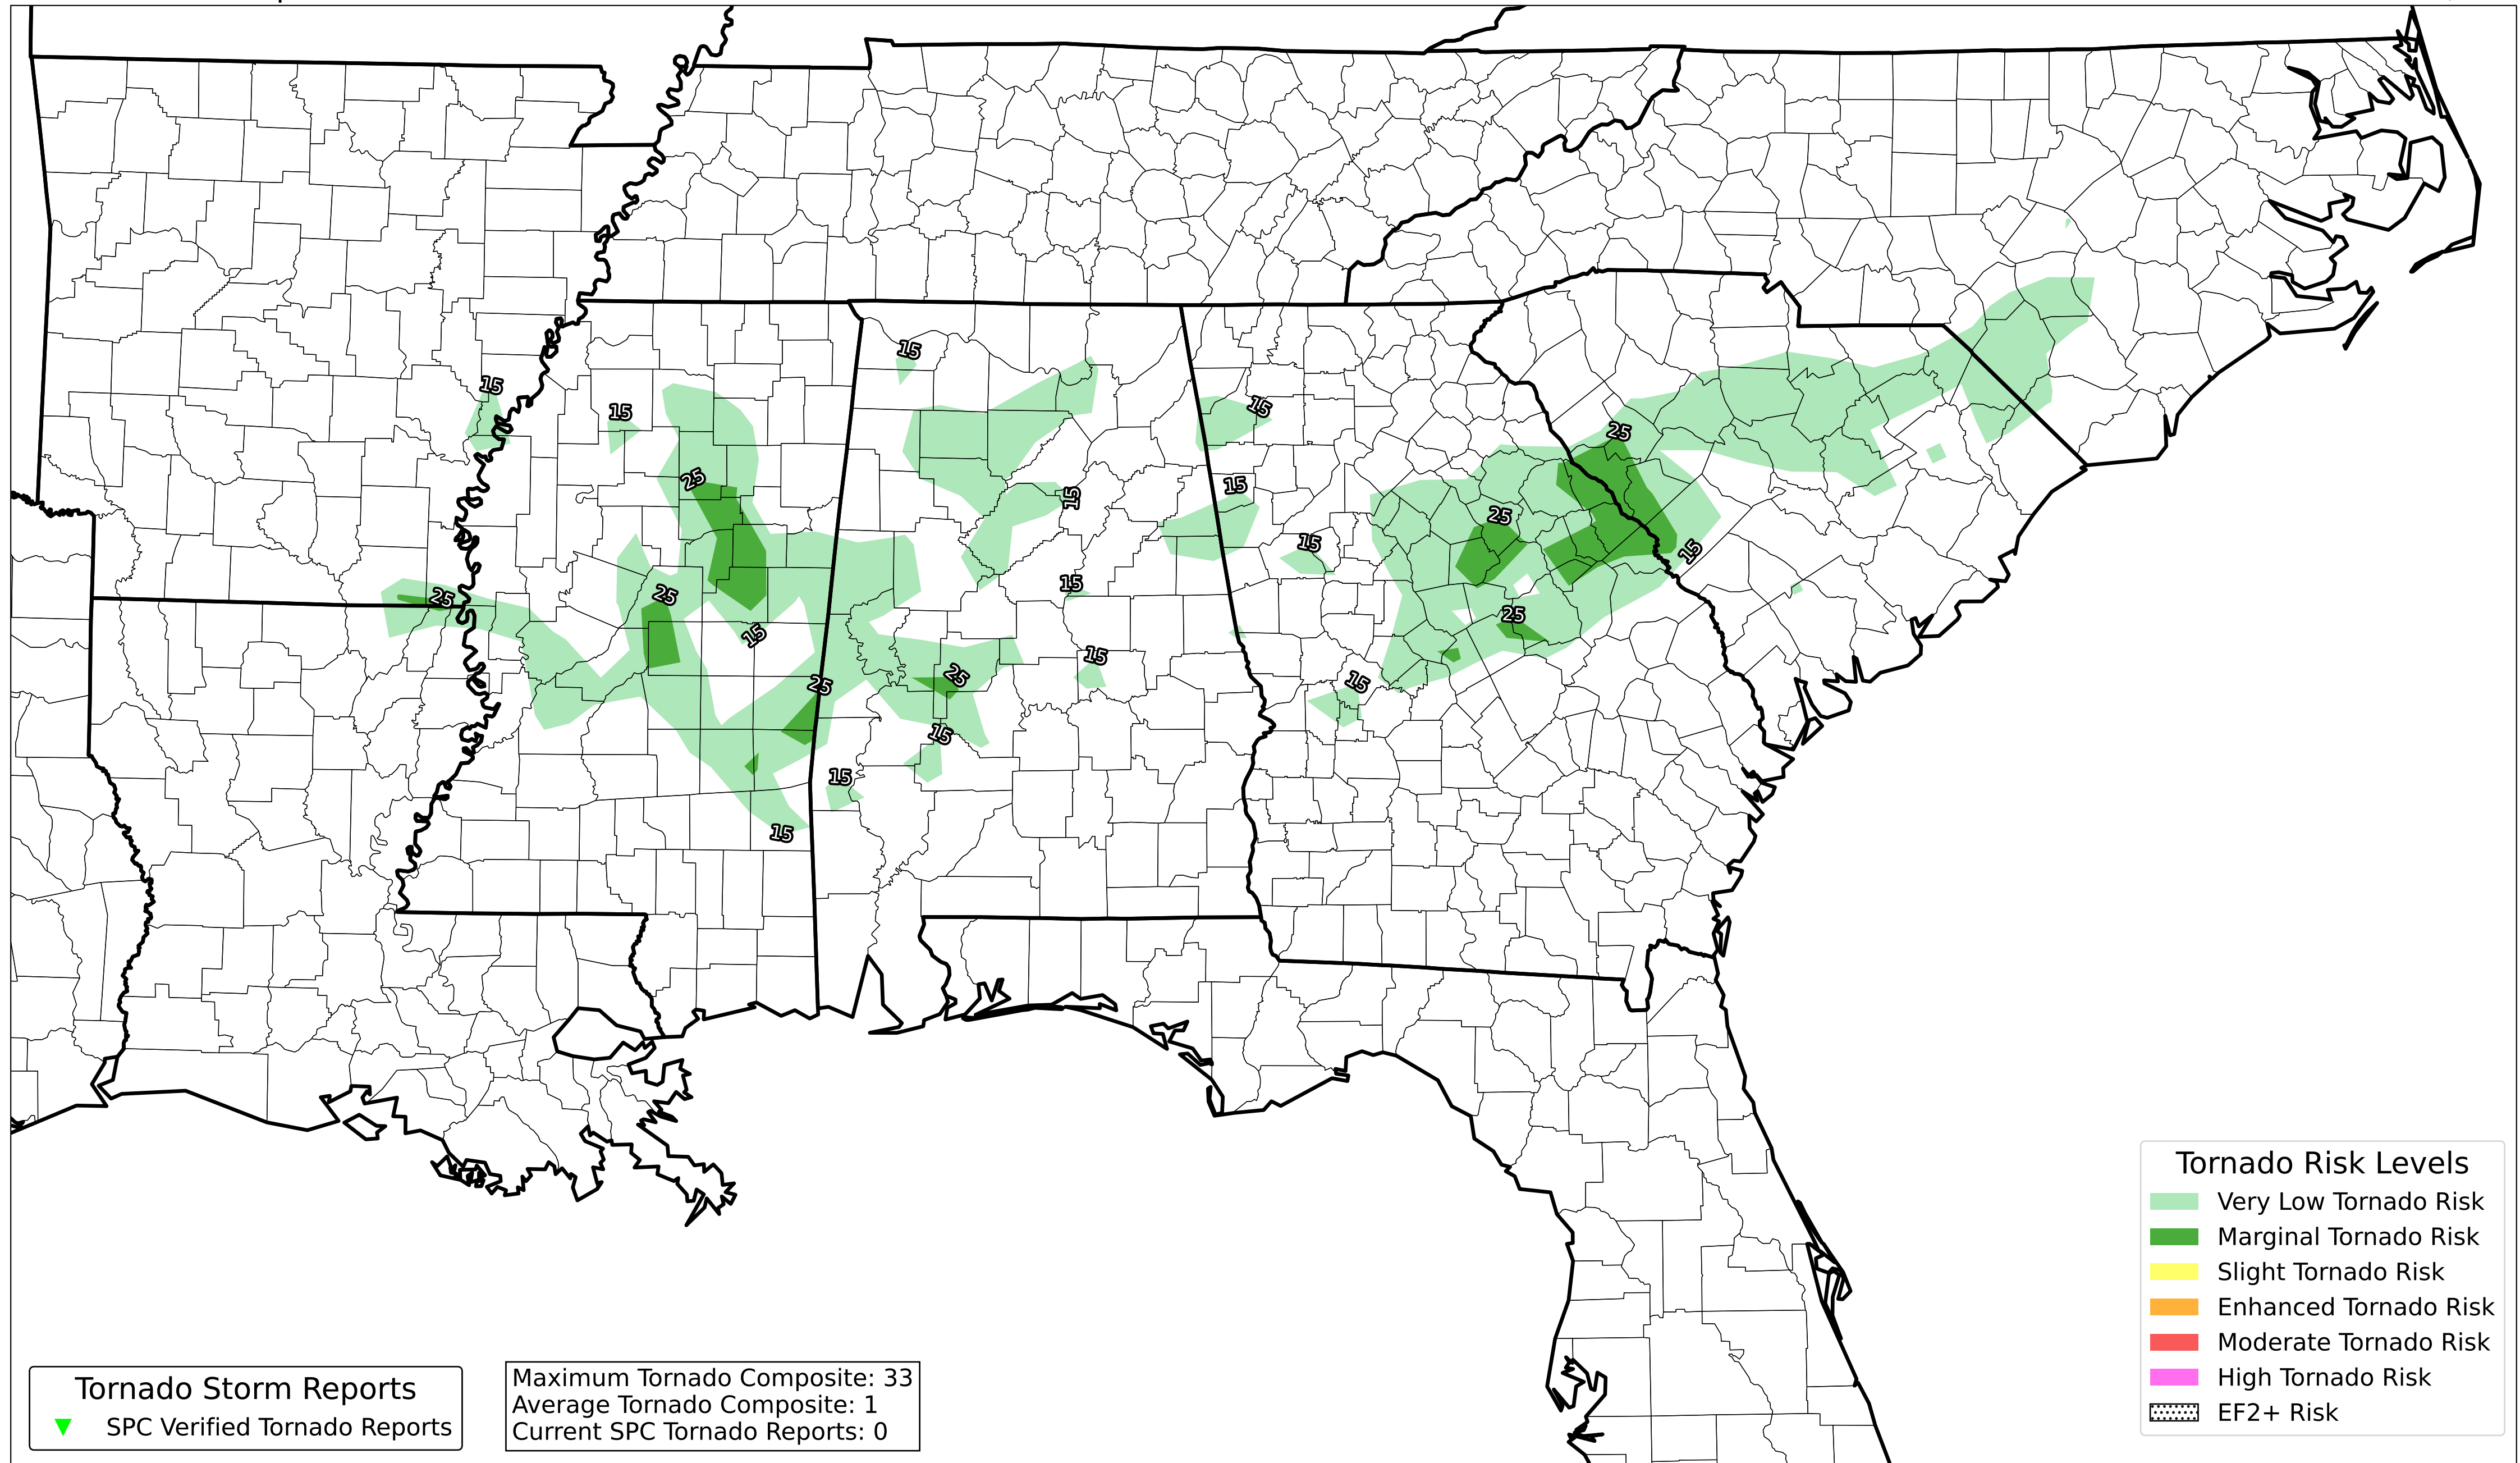 15
15
15
15
25
15
15
25
15
25
15
25
25
15
25
15
25
15
25
15
25
15
15
15
Tornado Risk Levels
Very Low Tornado Risk
Marginal Tornado Risk
Slight Tornado Risk
Enhanced Tornado Risk
Moderate Tornado Risk
High Tornado Risk
EF2+ Risk
Tornado Storm Reports
SPC Verified Tornado Reports
Maximum Tornado Composite: 33
Average Tornado Composite: 1
Current SPC Tornado Reports: 0